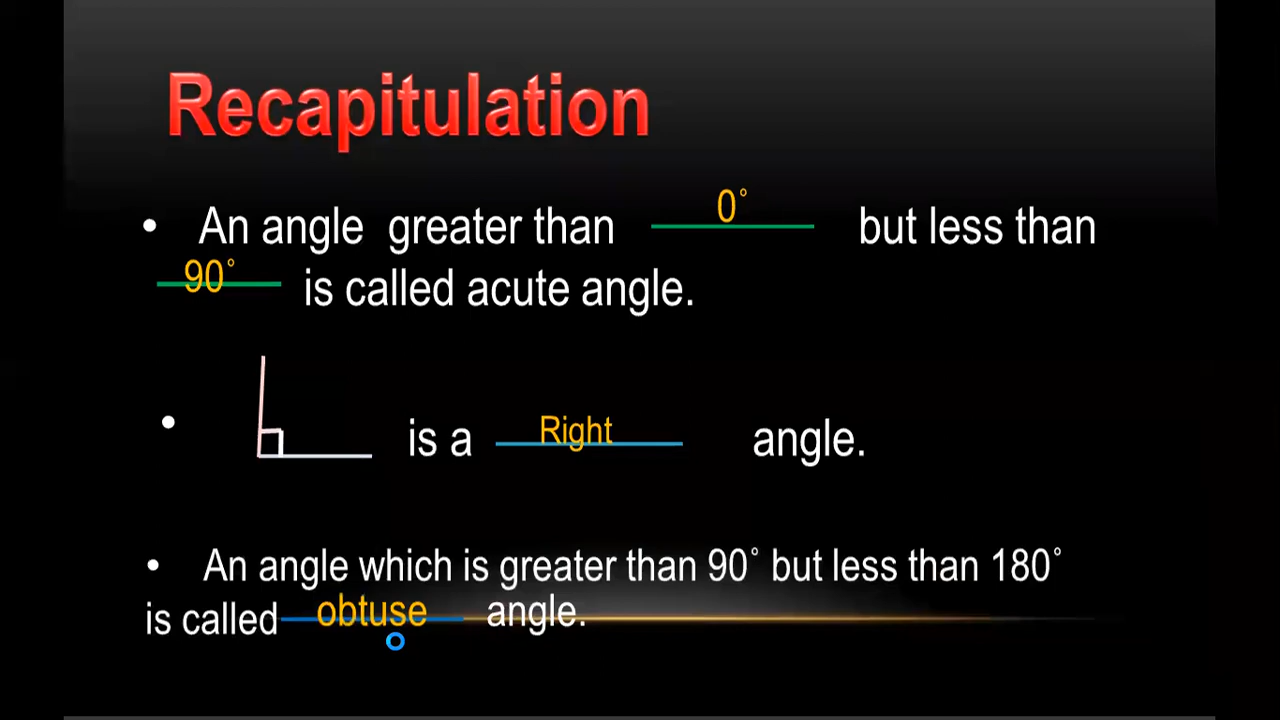 Recapitulation
• An angle greater than 0° but less than
90° is called acute angle.
• is a Right angle.
• An angle which is greater than 90° but less than 180°
is called obtuse angle.